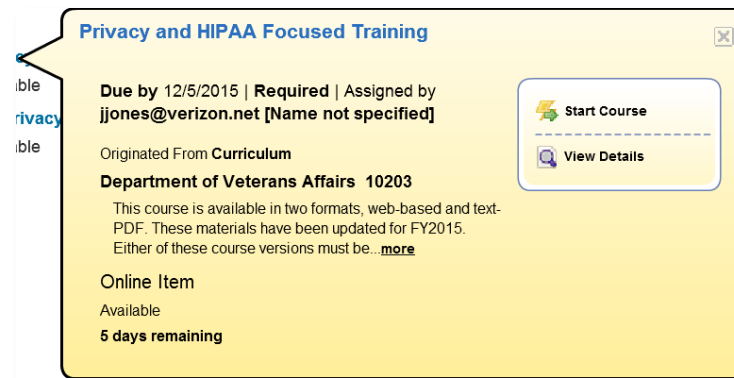 Privacy and HIPAA Focused Training
Due by 12/5/2015 | Required | Assigned by
jjones@verizon.net [Name not specified]
Originated From Curriculum
Department of Veterans Affairs 10203
This course is available in two formats, web-based and text-
PDF. These materials have been updated for FY2015.
Either of these course versions must be...more
Online Item
Available
5 days remaining
Start Course
View Details
able
rivacy
able